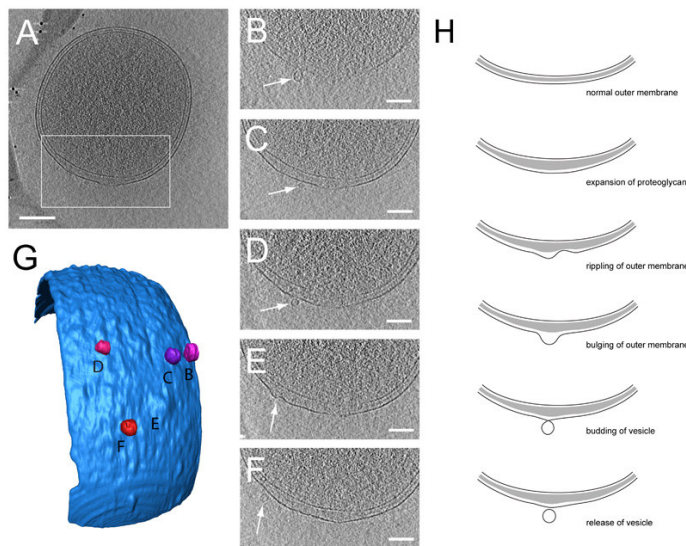 A
B
C
D
E
F
G
D
C
B
F
E
H
normal outer membrane
expansion of proteoglycan
rippling of outer membrane
bulging of outer membrane
budding of vesicle
release of vesicle